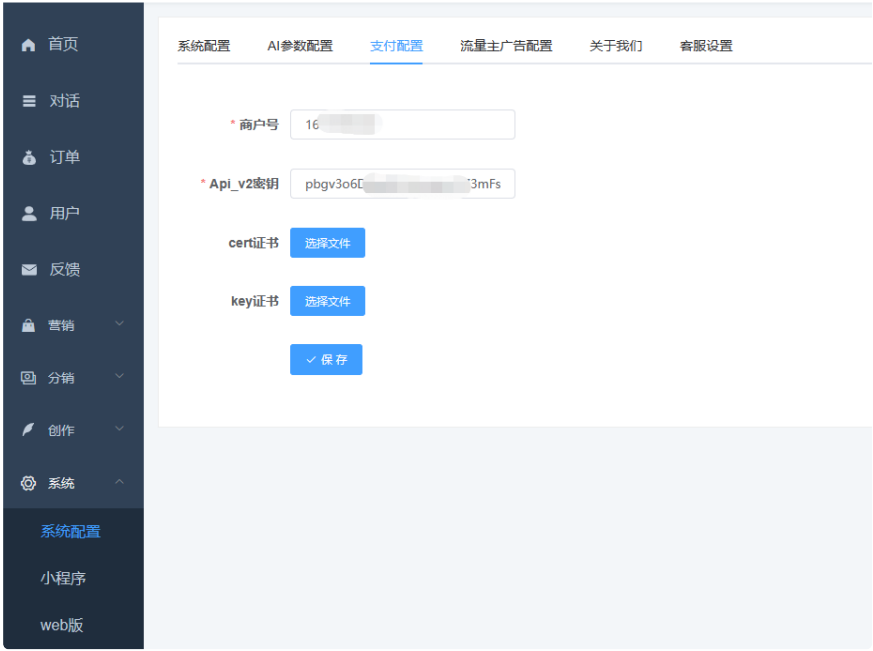 首页
对话
订单
用户
反馈
营销
分销
创作
系统
系统配置
小程序
web版
系统配置 AI参数配置 支付配置 流量主广告配置 关于我们 客服设置
* 商户号 16
* Api_v2密钥 pbgv3o6 3mFs
cert证书 选择文件
key证书 选择文件
保存